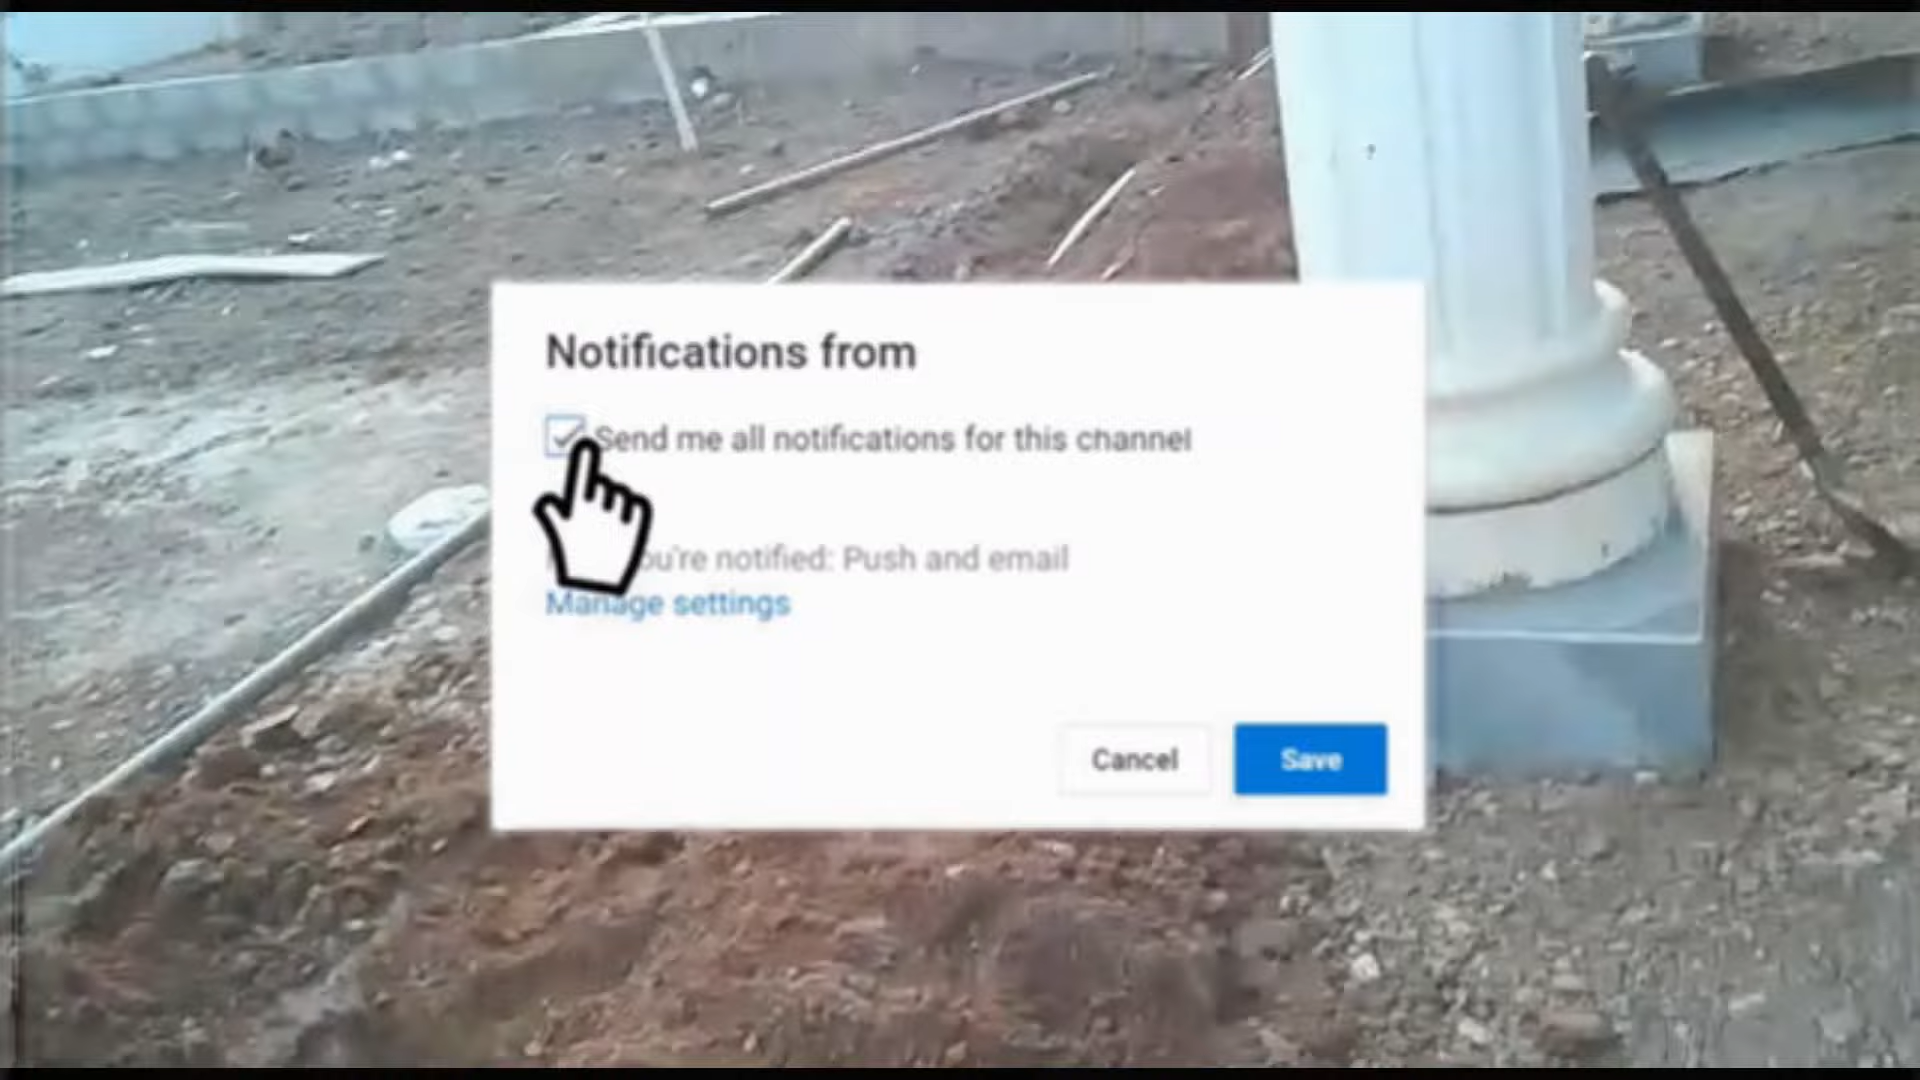 Notifications from
Send me all notifications for this channel
ou're notified: Push and email
Manage settings
Cancel
Save